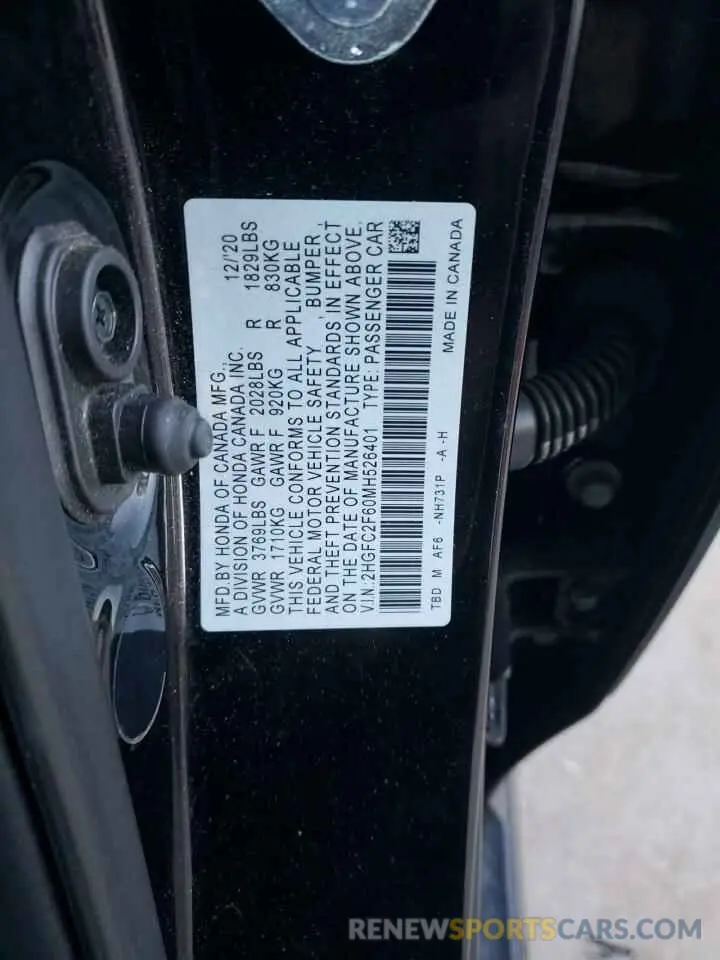 MFD.BY HONDA OF CANADA MFG., 12/'20
A DIVISION OF HONDA CANADA INC.
GVWR 3769LBS GAWR F 2028LBS R 1829LBS
GVWR 1710KG GAWR F 920KG R 830KG
THIS VEHICLE CONFORMS TO ALL APPLICABLE
FEDERAL MOTOR VEHICLE SAFETY , BUMPER,
AND THEFT PREVENTION STANDARDS IN EFFECT
ON THE DATE OF MANUFACTURE SHOWN ABOVE.
V.I.N.:2HGFC2F60MH526401 TYPE: PASSENGER CAR
TBD M AF6 -NH731P -A -H MADE IN CANADA
RENEWSPORTSCARS.COM